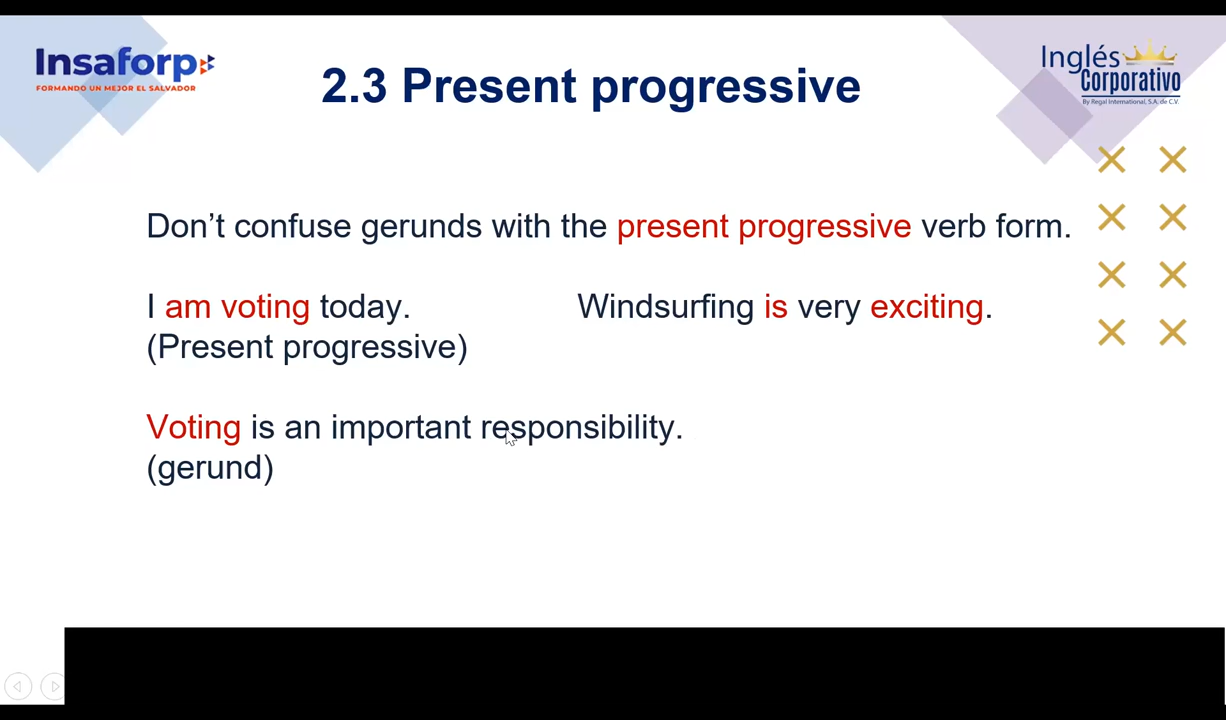 Insaforp
FORMANDO UN MEJOR EL SALVADOR
Inglés
Corporativo
By Regal International, S.A. de C.V.
2.3 Present progressive
Don’t confuse gerunds with the present progressive verb form.
I am voting today.
(Present progressive)
Windsurfing is very exciting.
Voting is an important responsibility.
(gerund)